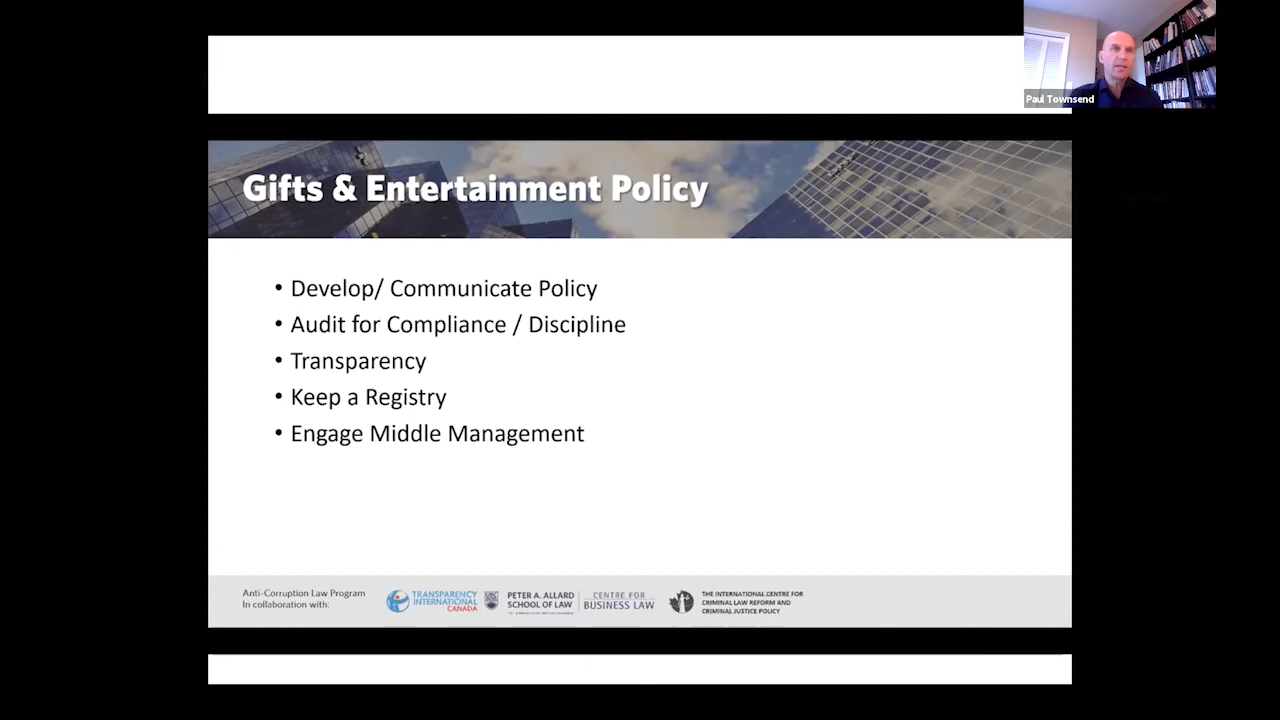 Paul Townsend
Gifts & Entertainment Policy
• Develop/ Communicate Policy
• Audit for Compliance / Discipline
• Transparency
• Keep a Registry
• Engage Middle Management
Anti-Corruption Law Program
In collaboration with:
TRANSPARENCY
INTERNATIONAL
CANADA
PETER A. ALLARD
SCHOOL OF LAW
CENTRE FOR
BUSINESS LAW
THE INTERNATIONAL CENTRE FOR
CRIMINAL LAW REFORM AND
CRIMINAL JUSTICE POLICY